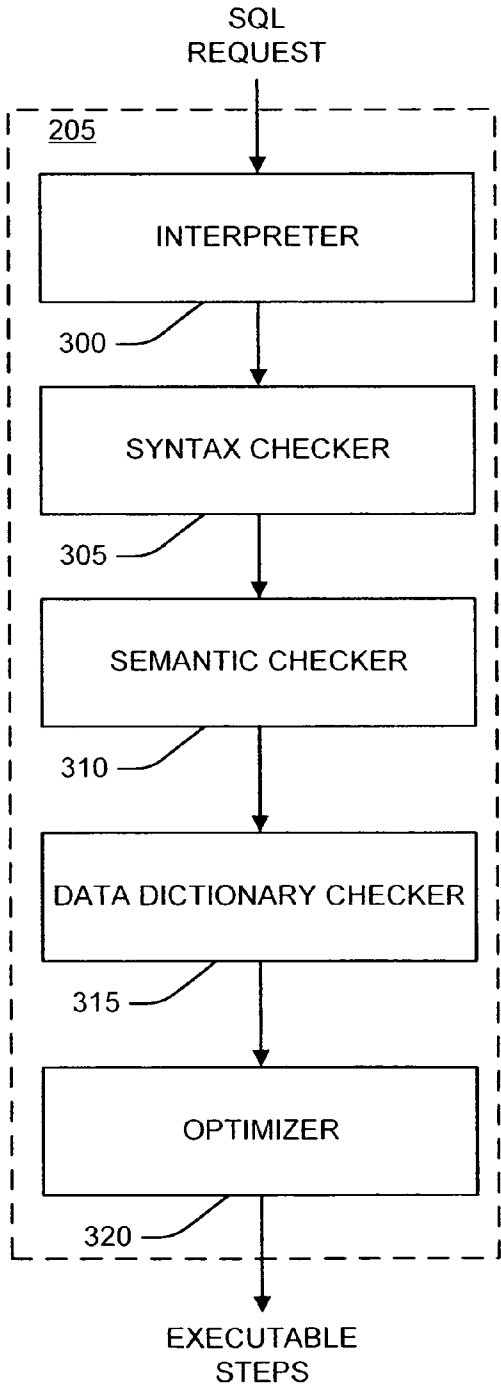 SQL
REQUEST
205
INTERPRETER
300
SYNTAX CHECKER
305
SEMANTIC CHECKER
310
DATA DICTIONARY CHECKER
315
OPTIMIZER
320
EXECUTABLE
STEPS